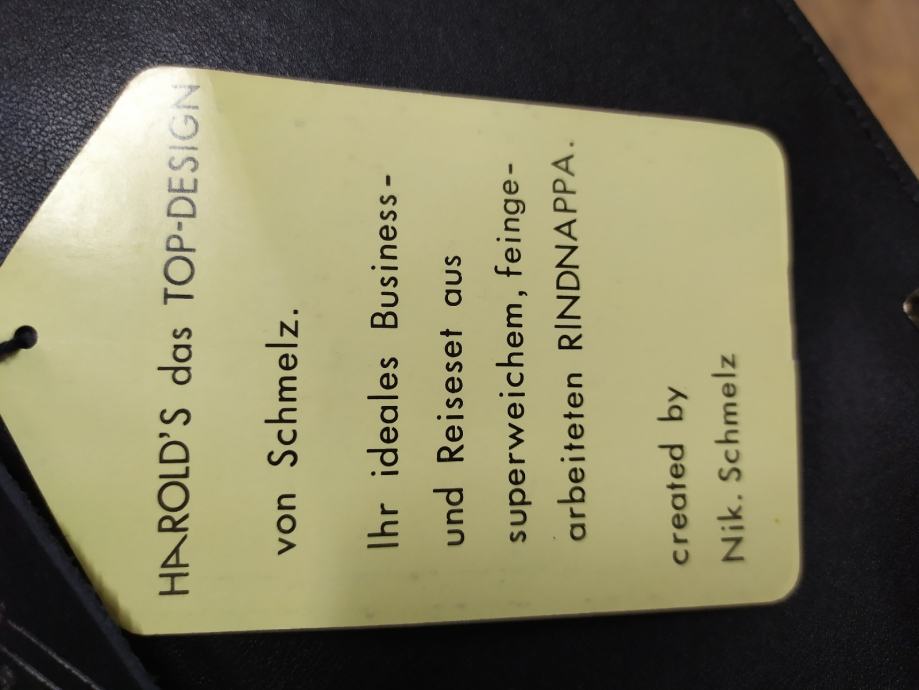 HAROLD'S das TOP-DESIGN
von Schmelz.
Ihr ideales Business-
und Reiseset aus
superweichem, feinge-
arbeiteten RINDNAPPA.
created by
Nik. Schmelz